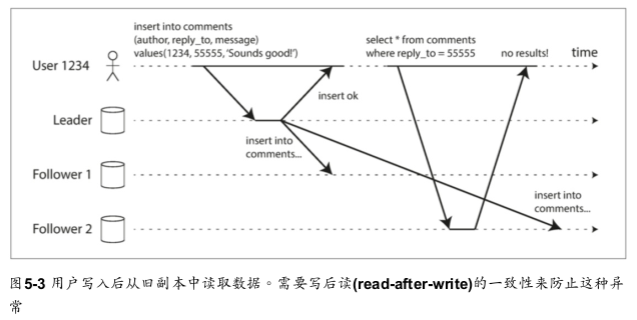 insert into comments
(author, reply_to, message)
values(1234, 55555, 'Sounds good!')
select * from comments
where reply_to = 55555
no results!
time
User 1234
insert ok
Leader
insert into
comments...
Follower 1
insert into
comments...
Follower 2
图5-3 用户写入后从旧副本中读取数据。需要写后读(read-after-write)的一致性来防止这种异
常